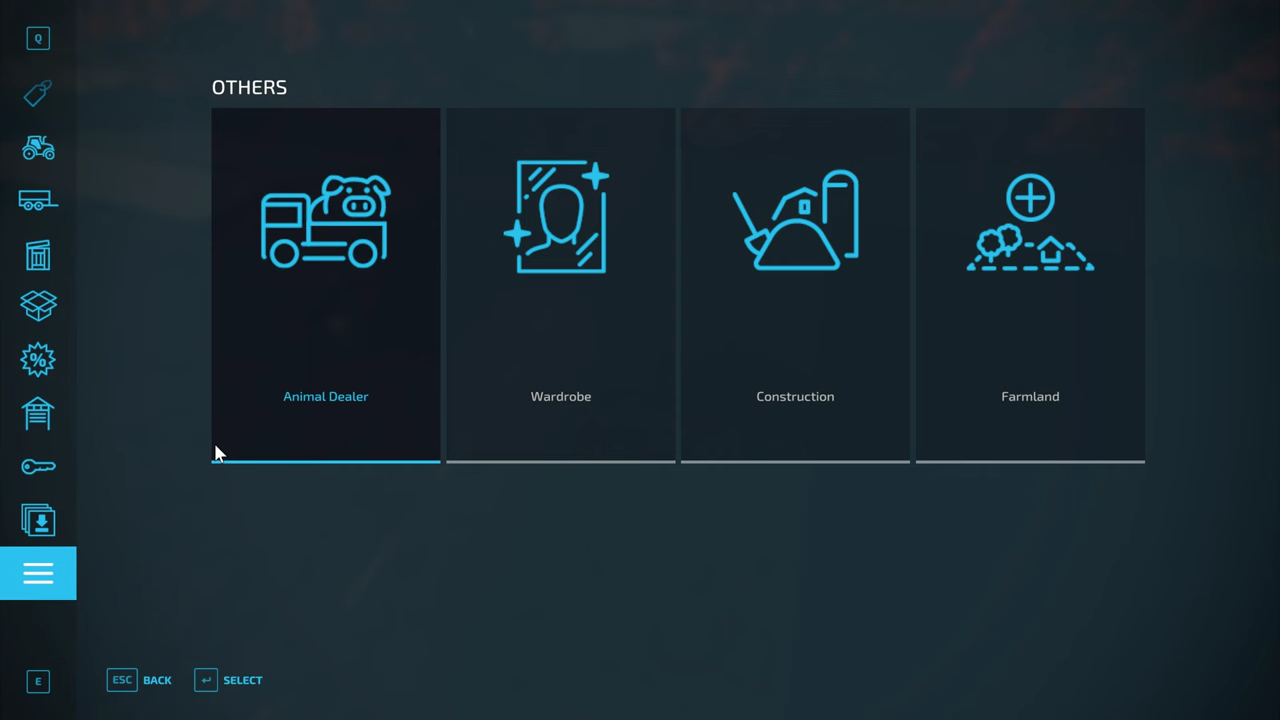 Q
OTHERS
%
Animal Dealer
Wardrobe
Construction
Farmland
E
ESC BACK
SELECT